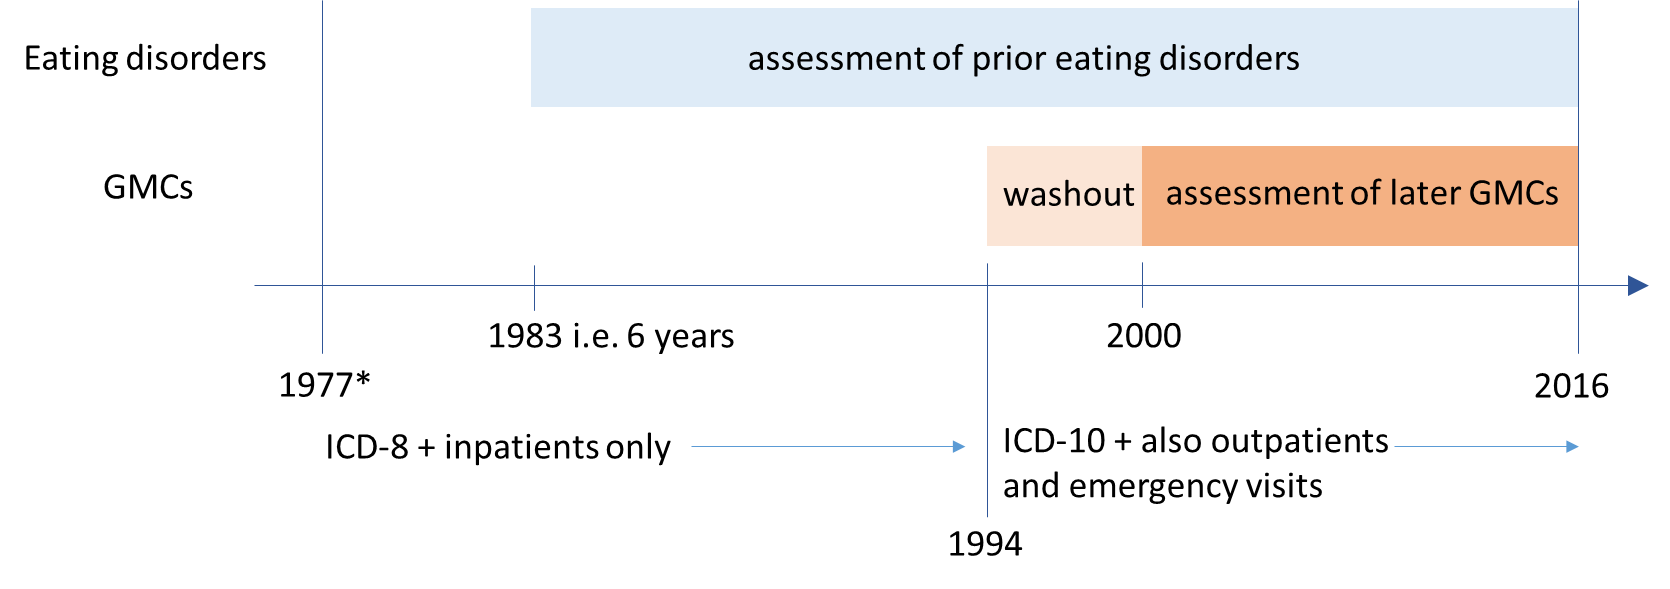 Eating disorders
assessment of prior eating disorders
GMCs
washout
assessment of later GMCs
1983 i.e. 6 years
2000
1977*
2016
ICD-8 + inpatients only
ICD-10 + also outpatients
and emergency visits
1994